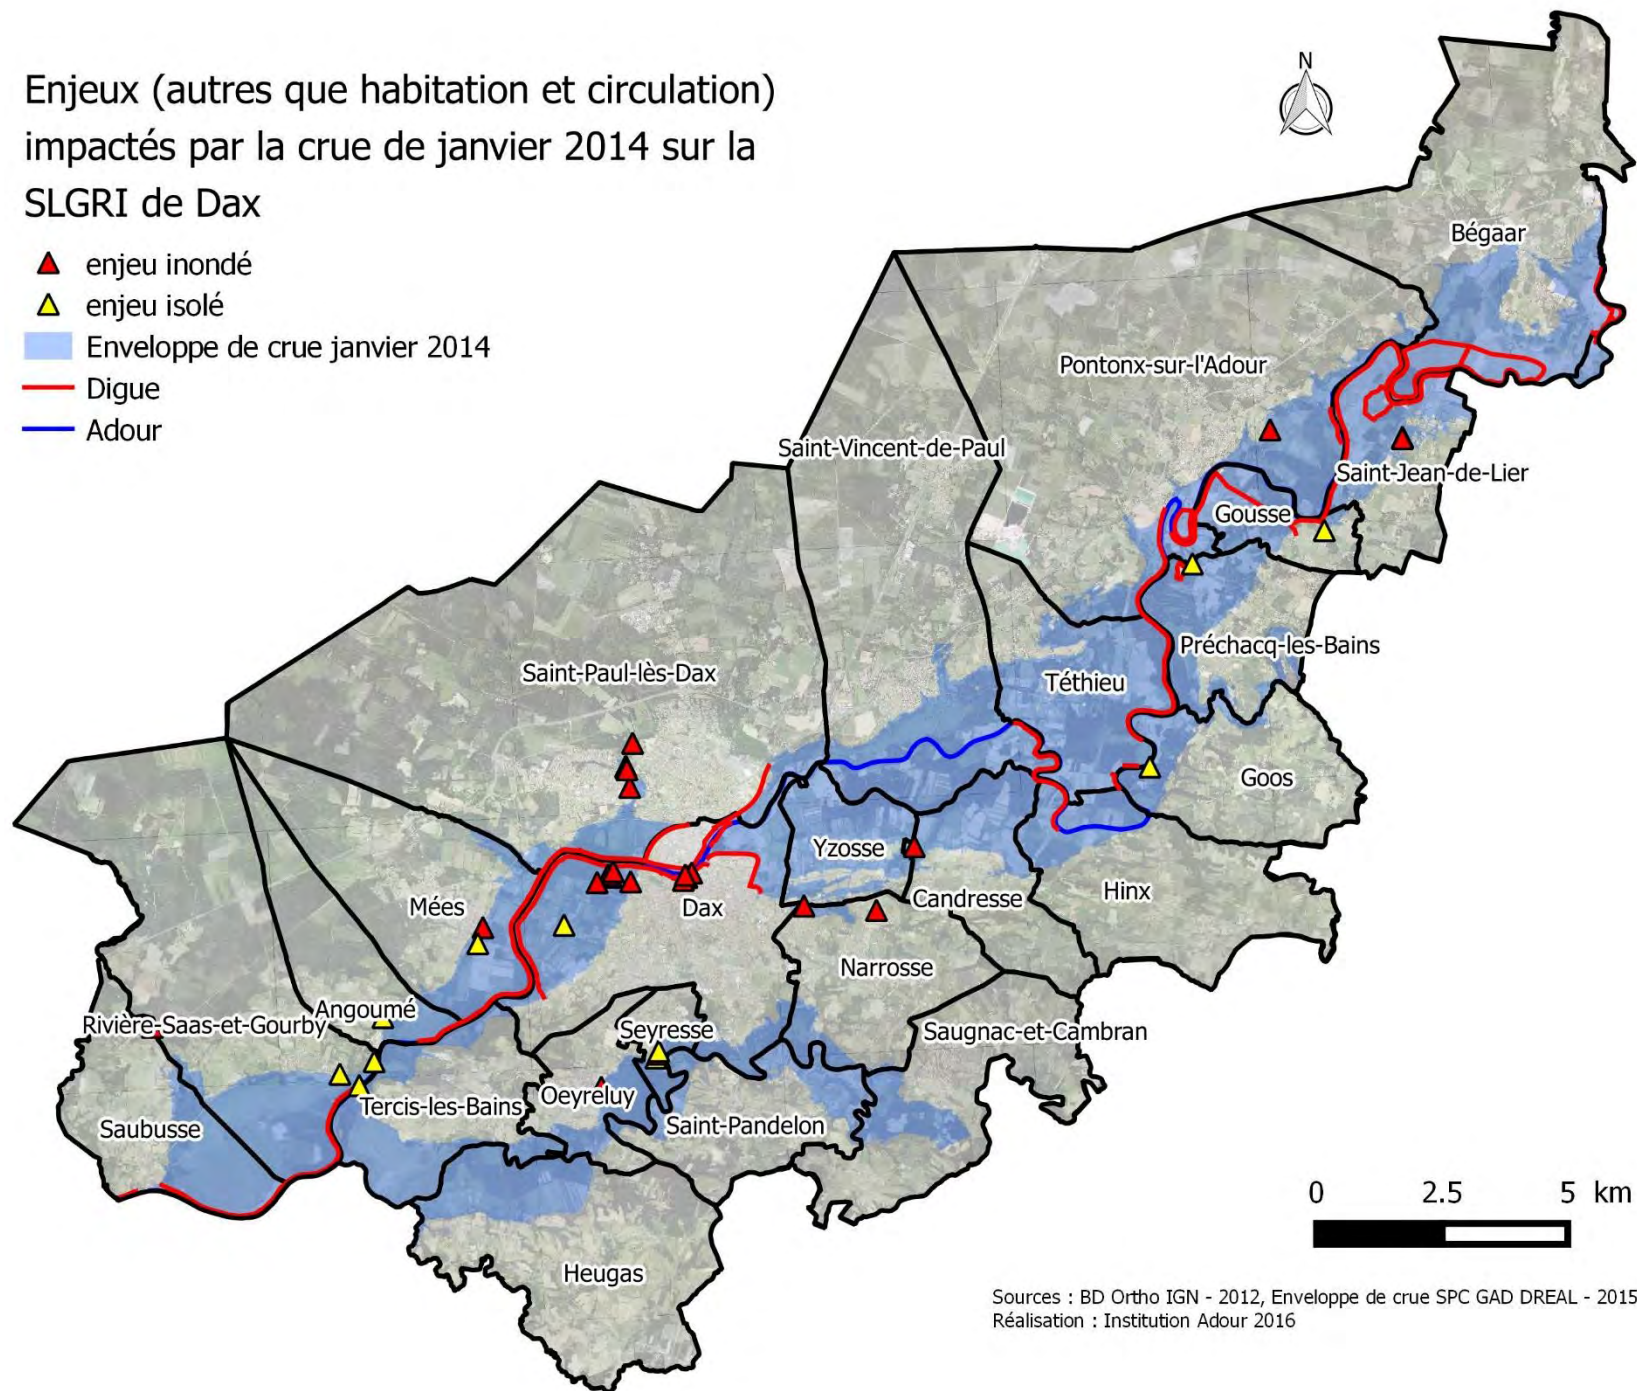 Enjeux (autres que habitation et circulation)
impactés par la crue de janvier 2014 sur la
SLGRI de Dax
enjeu inondé
enjeu isolé
Enveloppe de crue janvier 2014
Digue
Adour
N
Bégaar
Pontonx-sur-l'Adour
Saint-Vincent-de-Paul
Saint-Jean-de-Lier
Gousse
Préchacq-les-Bains
Saint-Paul-lès-Dax
Téthieu
Goos
Yzosse
Candresse
Hinx
Mées
Dax
Narrosse
Angoumé
Rivière-Saas-et-Gourby
Seyresse
Saugnac-et-Cambran
Oeyreluy
Tercis-les-Bains
Saubusse
Saint-Pandelon
Heugas
0 2.5 5 km
Sources : BD Ortho IGN - 2012, Enveloppe de crue SPC GAD DREAL - 2015
Réalisation : Institution Adour 2016